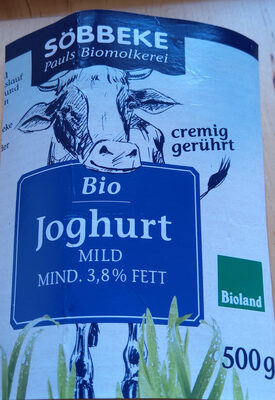 SÖBBEKE
Pauls Biomolkerei
cremig
gerührt
Bio
Joghurt
MILD
MIND. 3,8% FETT
Bioland
500g